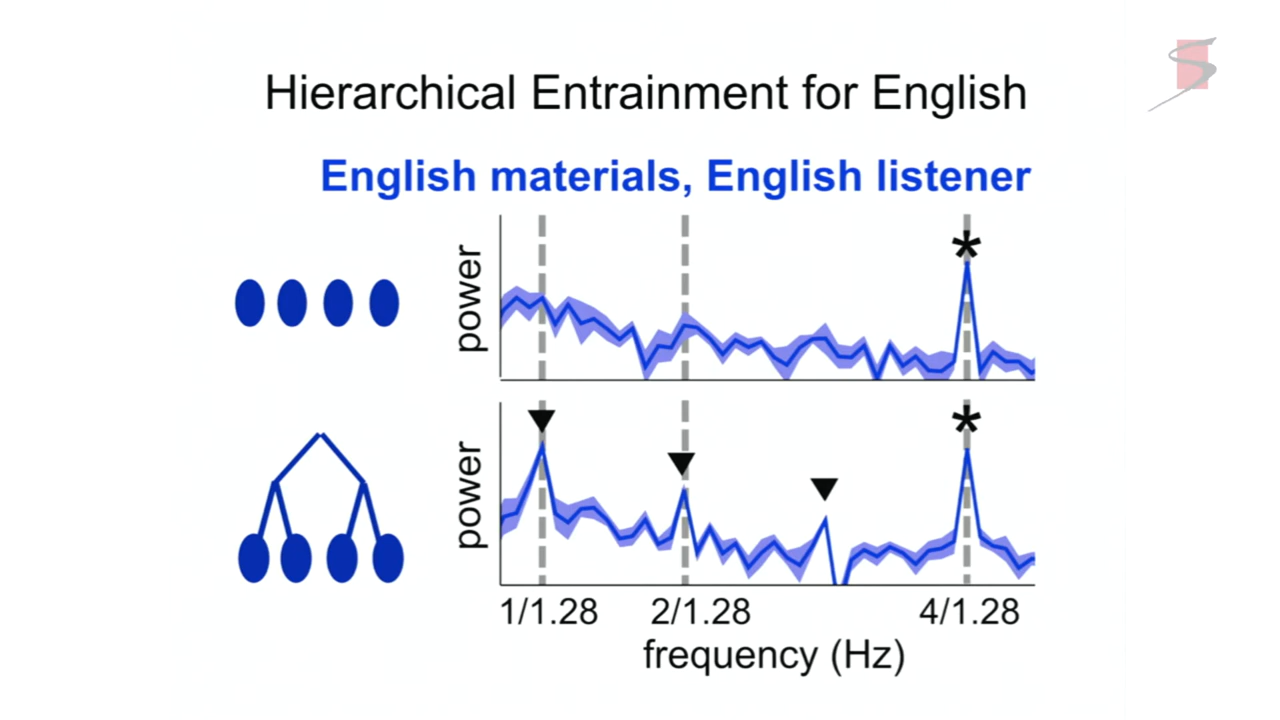 Hierarchical Entrainment for English
English materials, English listener
power
*
power
*
1/1.28 2/1.28 4/1.28
frequency (Hz)